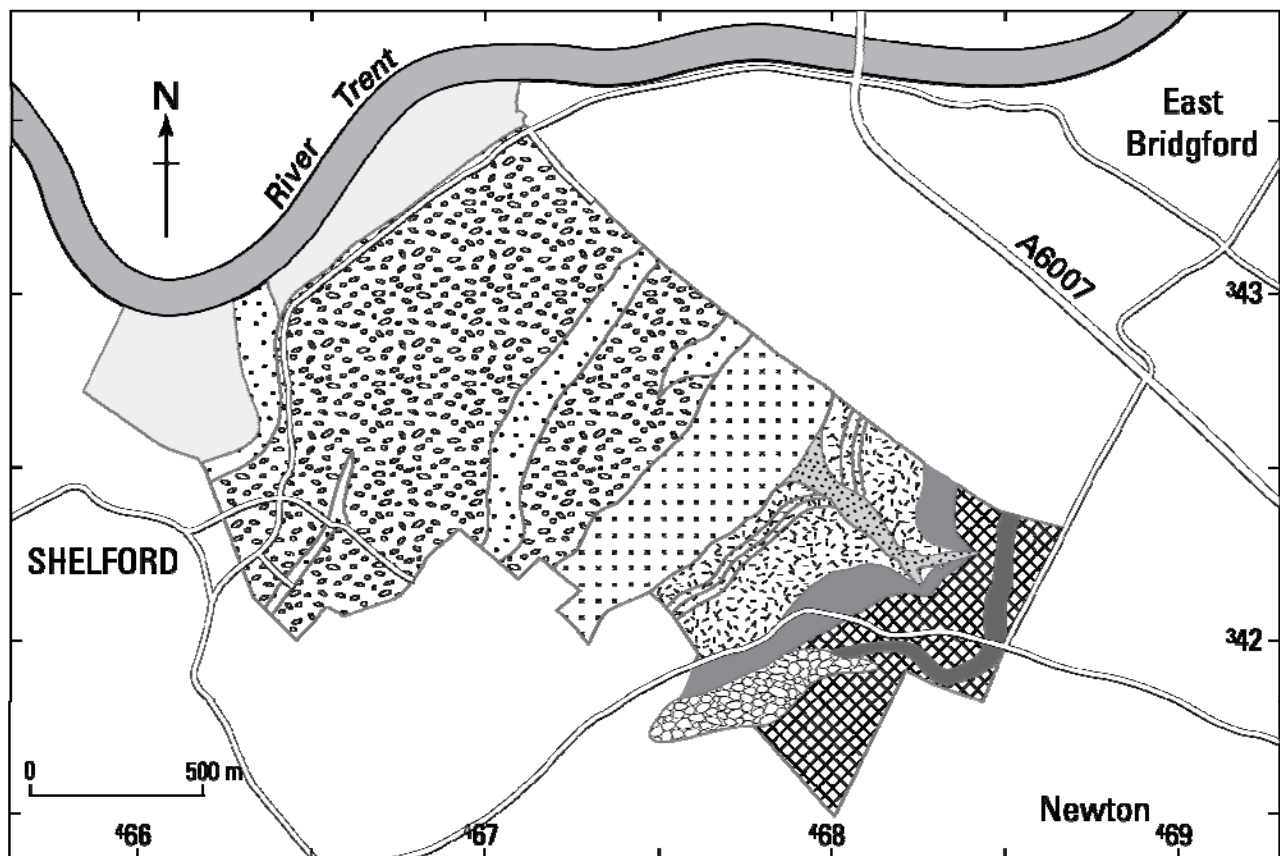 N
River Trent
East
Bridgford
A6007
³43
SHELFORD
³42
0 500 m
Newton
⁴66 ⁴67 ⁴68 ⁴69